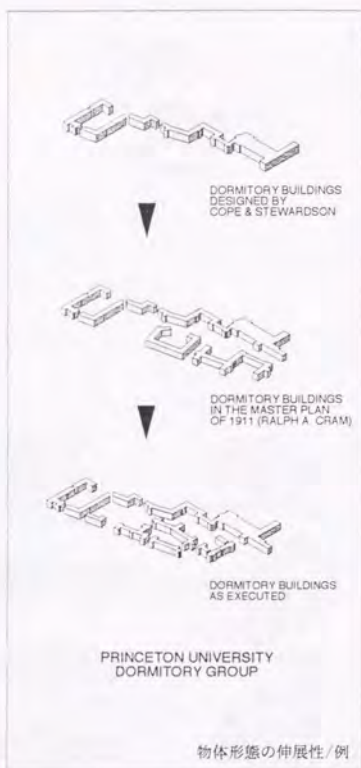 DORMITORY BUILDINGS
DESIGNED BY
COPE & STEWARDSON
DORMITORY BUILDINGS
IN THE MASTER PLAN
OF 1911 (RALPH A. CRAM)
DORMITORY BUILDINGS
AS EXECUTED
PRINCETON UNIVERSITY
DORMITORY GROUP
物体形態の伸展性/例